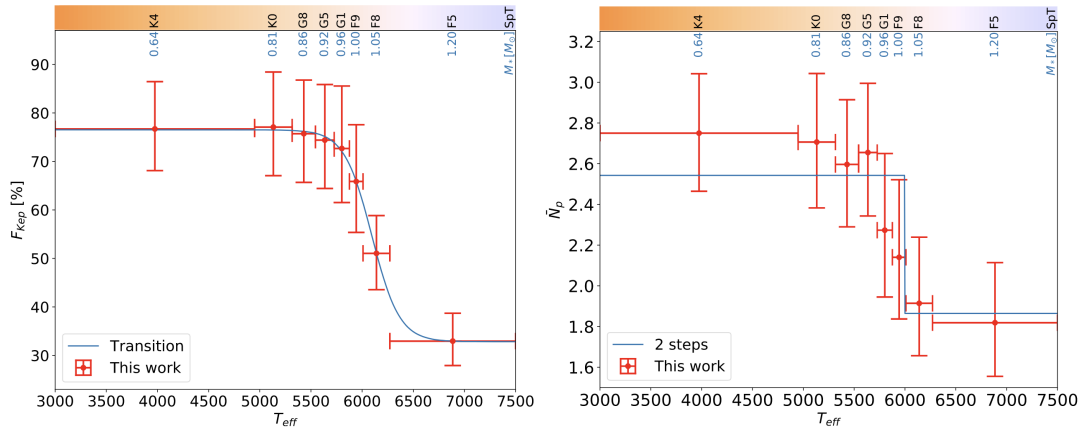 K4 K0 G8 G5 G1 F9 F8 F5 SpT
0.64 0.81 0.86 0.92 0.96 1.00 1.05 1.20 M*[M⊙]
90
80
70
60
50
40
30
F_Kep [%]
Transition
This work
3000 4000 5000 5500 6000 6500 7000 7500
T_eff
K4 K0 G8 G5 G1 F9 F8 F5 SpT
0.64 0.81 0.86 0.92 0.96 1.00 1.05 1.20 M*[M⊙]
3.2
3.0
2.8
2.6
2.4
2.2
2.0
1.8
1.6
N̄_p
2 steps
This work
3000 4000 5000 5500 6000 6500 7000 7500
T_eff